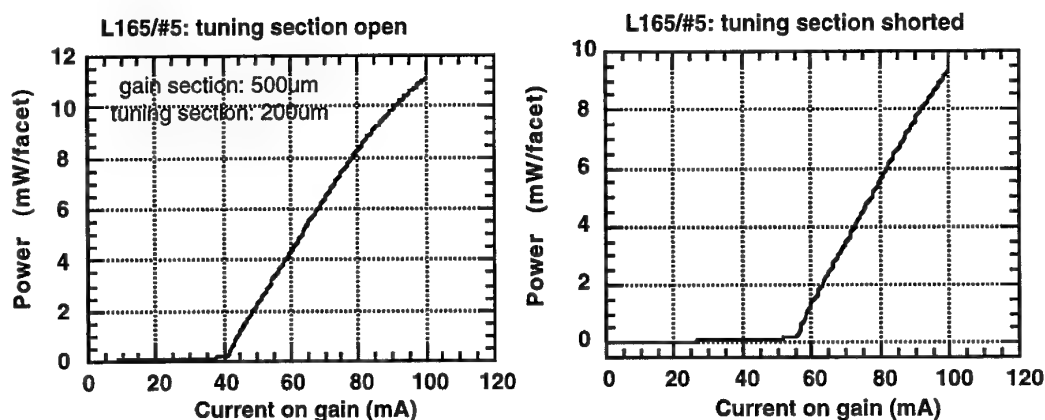 L165/#5: tuning section open
12
10
8
6
4
2
0
Power (mW/facet)
gain section: 500um
tuning section: 200um
0 20 40 60 80 100 120
Current on gain (mA)
L165/#5: tuning section shorted
10
8
6
4
2
0
Power (mW/facet)
0 20 40 60 80 100 120
Current on gain (mA)